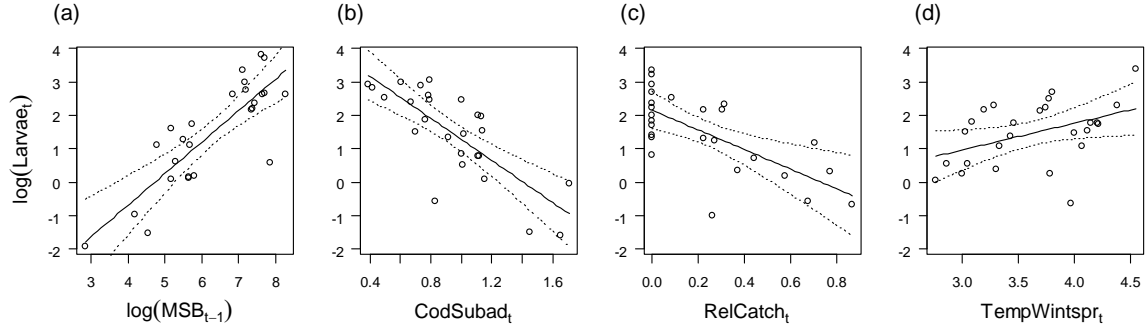 (a) (b) (c) (d)
log(Larvae_t)
4 3 2 1 0 -1 -2
3 4 5 6 7 8
log(MSB_{t-1})
4 3 2 1 0 -1 -2
0.4 0.8 1.2 1.6
CodSubad_t
4 3 2 1 0 -1 -2
0.0 0.2 0.4 0.6 0.8
RelCatch_t
4 3 2 1 0 -1 -2
3.0 3.5 4.0 4.5
TempWintspr_t